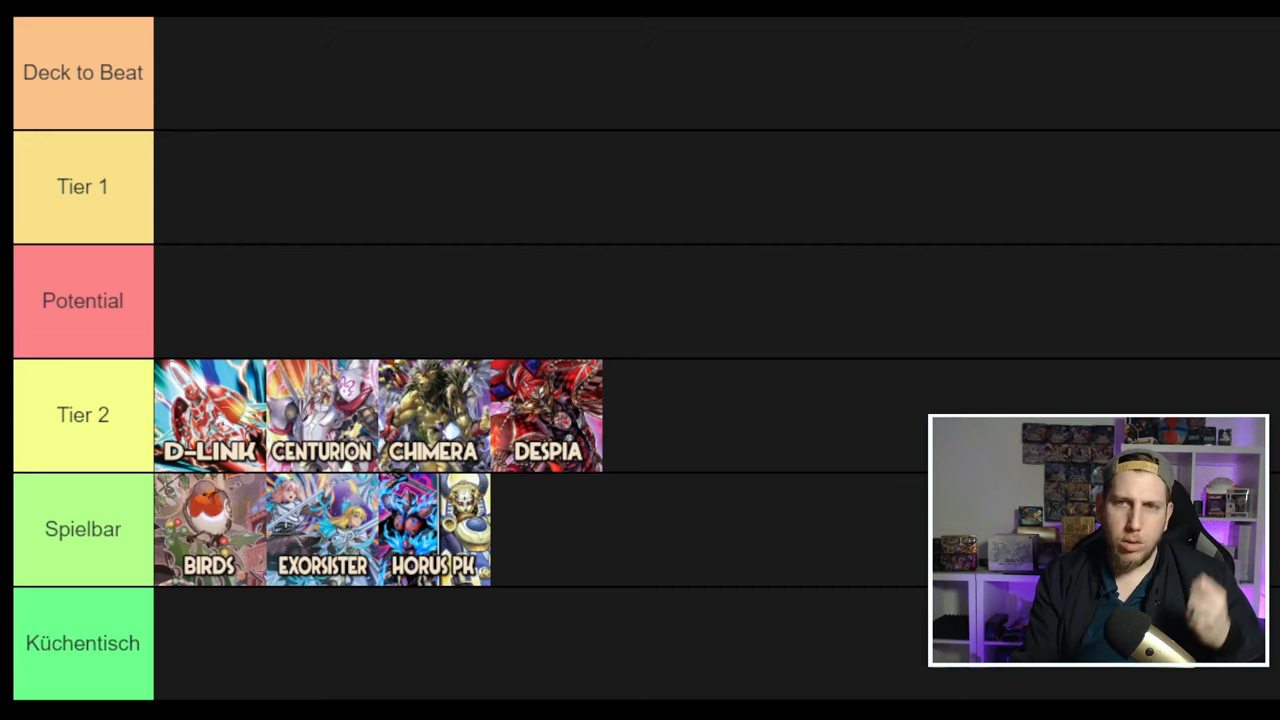 Deck to Beat
Tier 1
Potential
Tier 2
D-LINK CENTURION CHIMERA DESPIA
Spielbar
BIRDS EXORSISTER HORUS PK
Küchentisch